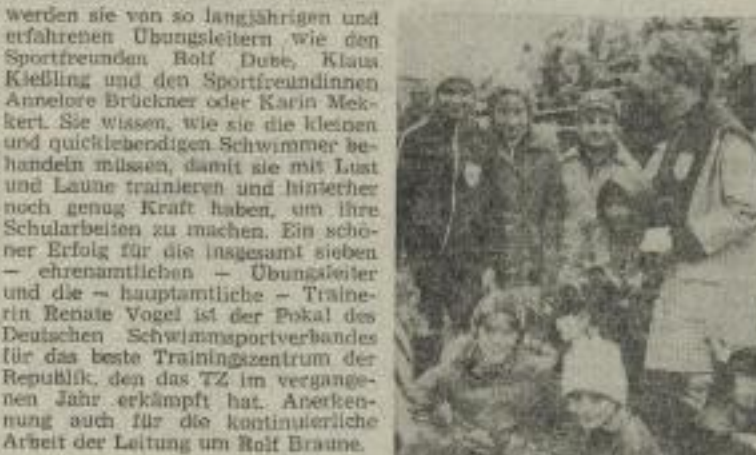 werden sie von so langjährigen und
erfahrenen Übungsleitern wie den
Sportfreunden Rolf Dube, Klaus
Kießling und den Sportfreundinnen
Annelore Brückner oder Karin Mek-
kert. Sie wissen, wie sie die kleinen
und quicklebendigen Schwimmer be-
handeln müssen, damit sie mit Lust
und Laune trainieren und hinterher
noch genug Kraft haben, um ihre
Schularbeiten zu machen. Ein schö-
ner Erfolg für die insgesamt sieben
— ehrenamtlichen — Übungsleiter
und die — hauptamtliche — Traine-
rin Renate Vogel ist der Pokal des
Deutschen Schwimmsportverbandes
für das beste Trainingszentrum der
Republik, den das TZ im vergange-
nen Jahr erkämpft hat. Anerken-
nung auch für die kontinuierliche
Arbeit der Leitung um Rolf Braune.